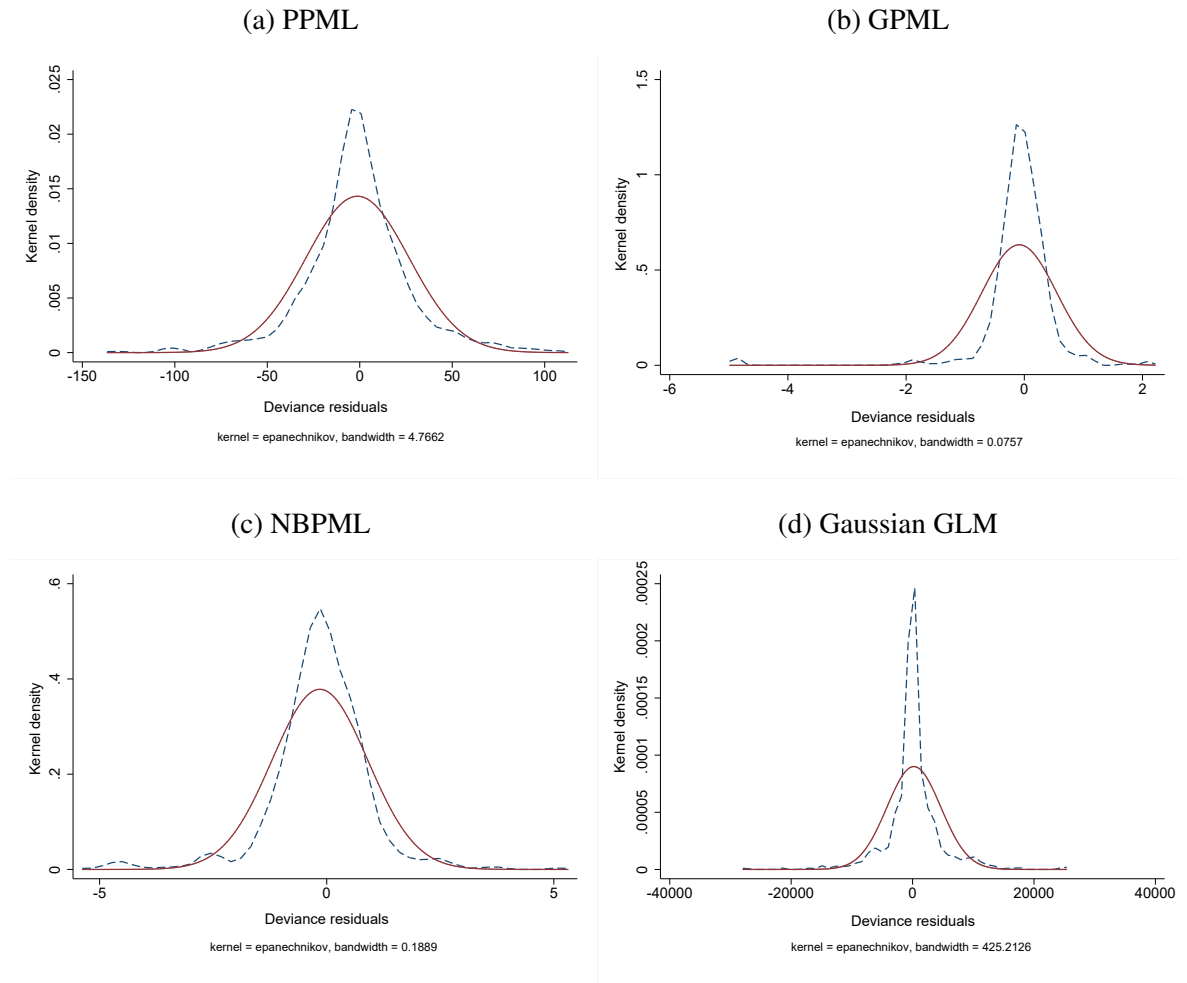 (a) PPML
.025
.02
.015
.01
.005
0
Kernel density
-150
-100
-50
0
50
100
Deviance residuals
kernel = epanechnikov, bandwidth = 4.7662
(b) GPML
1.5
1
.5
0
Kernel density
-6
-4
-2
0
2
Deviance residuals
kernel = epanechnikov, bandwidth = 0.0757
(c) NBPML
.6
.4
.2
0
Kernel density
-5
0
5
Deviance residuals
kernel = epanechnikov, bandwidth = 0.1889
(d) Gaussian GLM
.00025
.0002
.00015
.0001
.00005
0
Kernel density
-40000
-20000
0
20000
40000
Deviance residuals
kernel = epanechnikov, bandwidth = 425.2126